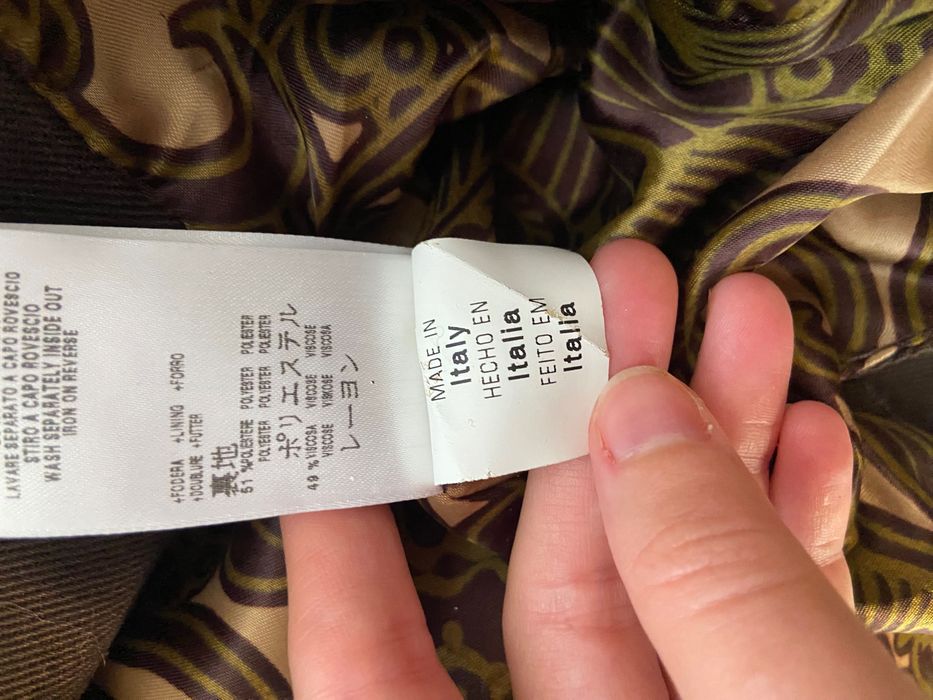 LAVARE SEPARATO A CAPO ROVESCIO
STIRO A CAPO ROVESCIO
WASH SEPARATELY INSIDE OUT
IRON ON REVERSE
+FODERA +LINING +FORRO
+DOUBLURE +FUTTER
裏地
51 %POLIESTERE POLYESTER POLIESTER
POLYESTER POLYESTER POLIESTER
ポリエステル
49 %VISCOSA VISCOSE VISCOSE
VISCOSE VISKOSE VISCOSA
レーヨン
MADE IN
Italy
HECHO EN
Italia
FEITO EM
Italia